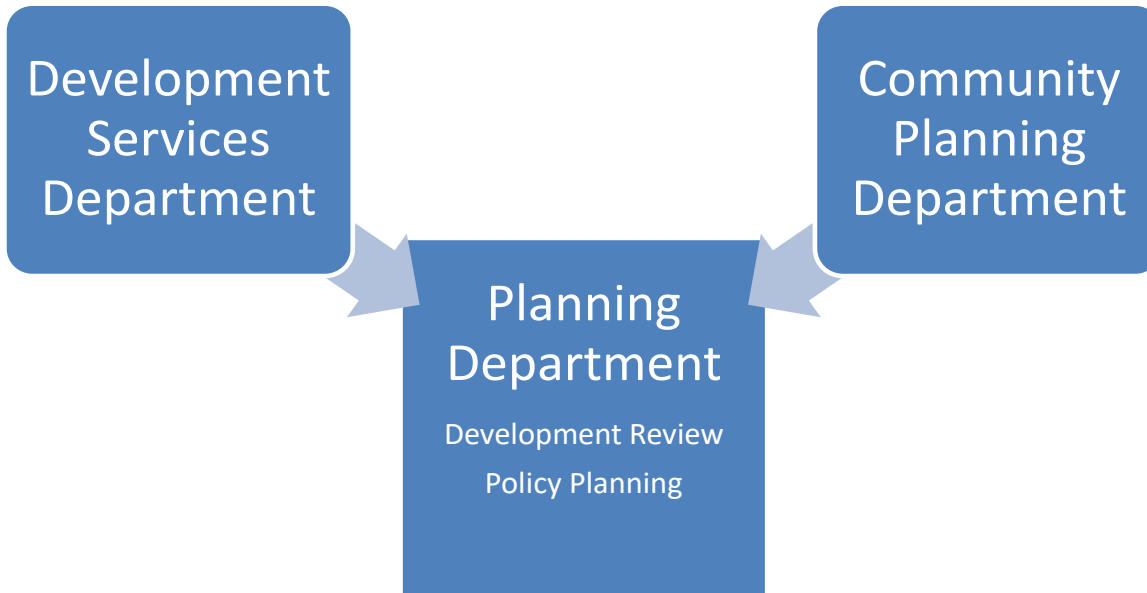 Development
Services
Department
Community
Planning
Department
Planning
Department
Development Review
Policy Planning